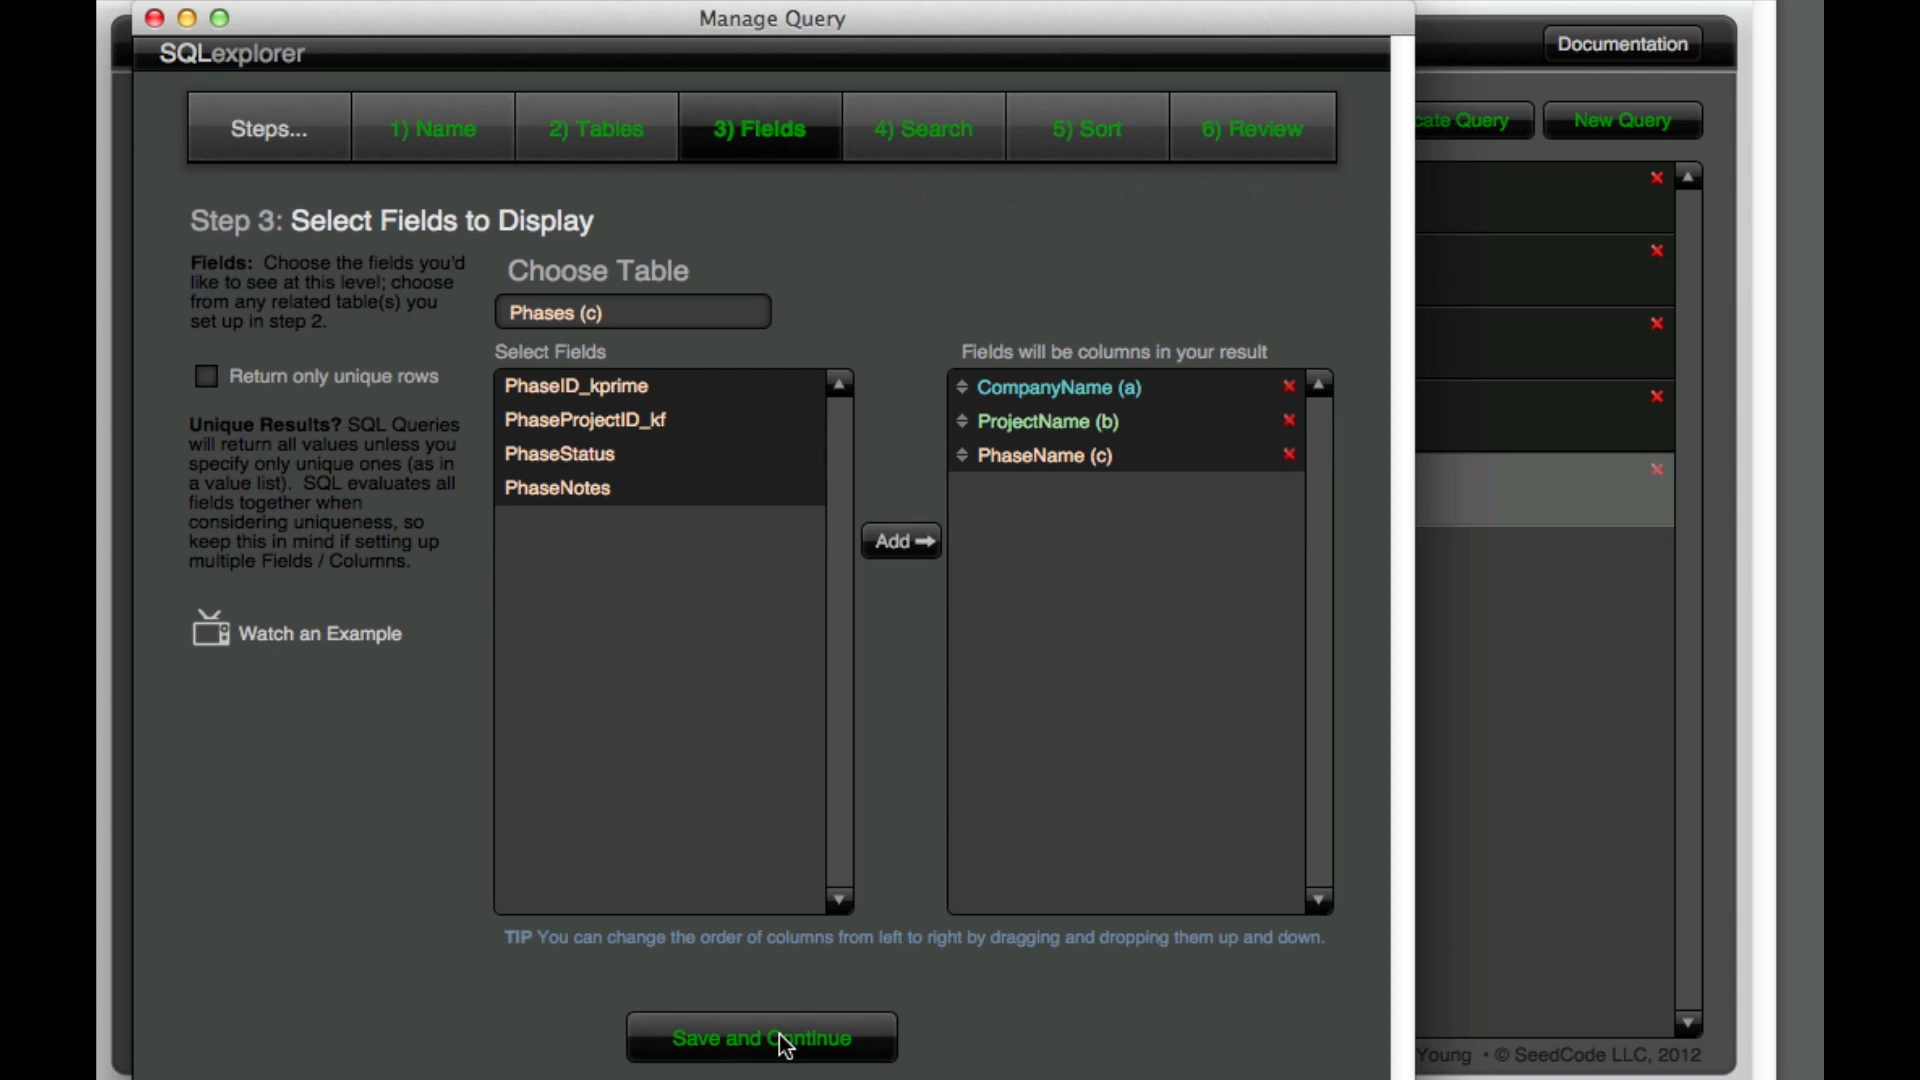 Manage Query
SQLexplorer
Documentation
Steps...
1) Name
2) Tables
3) Fields
4) Search
5) Sort
6) Review
cate Query
New Query
Step 3: Select Fields to Display
Fields: Choose the fields you'd
like to see at this level; choose
from any related table(s) you
set up in step 2.
Return only unique rows
Unique Results? SQL Queries
will return all values unless you
specify only unique ones (as in
a value list). SQL evaluates all
fields together when
considering uniqueness, so
keep this in mind if setting up
multiple Fields / Columns.
Watch an Example
Choose Table
Phases (c)
Select Fields
PhaseID_kprime
PhaseProjectID_kf
PhaseStatus
PhaseNotes
Add
Fields will be columns in your result
CompanyName (a)
ProjectName (b)
PhaseName (c)
TIP You can change the order of columns from left to right by dragging and dropping them up and down.
Save and Continue
Young • © SeedCode LLC, 2012